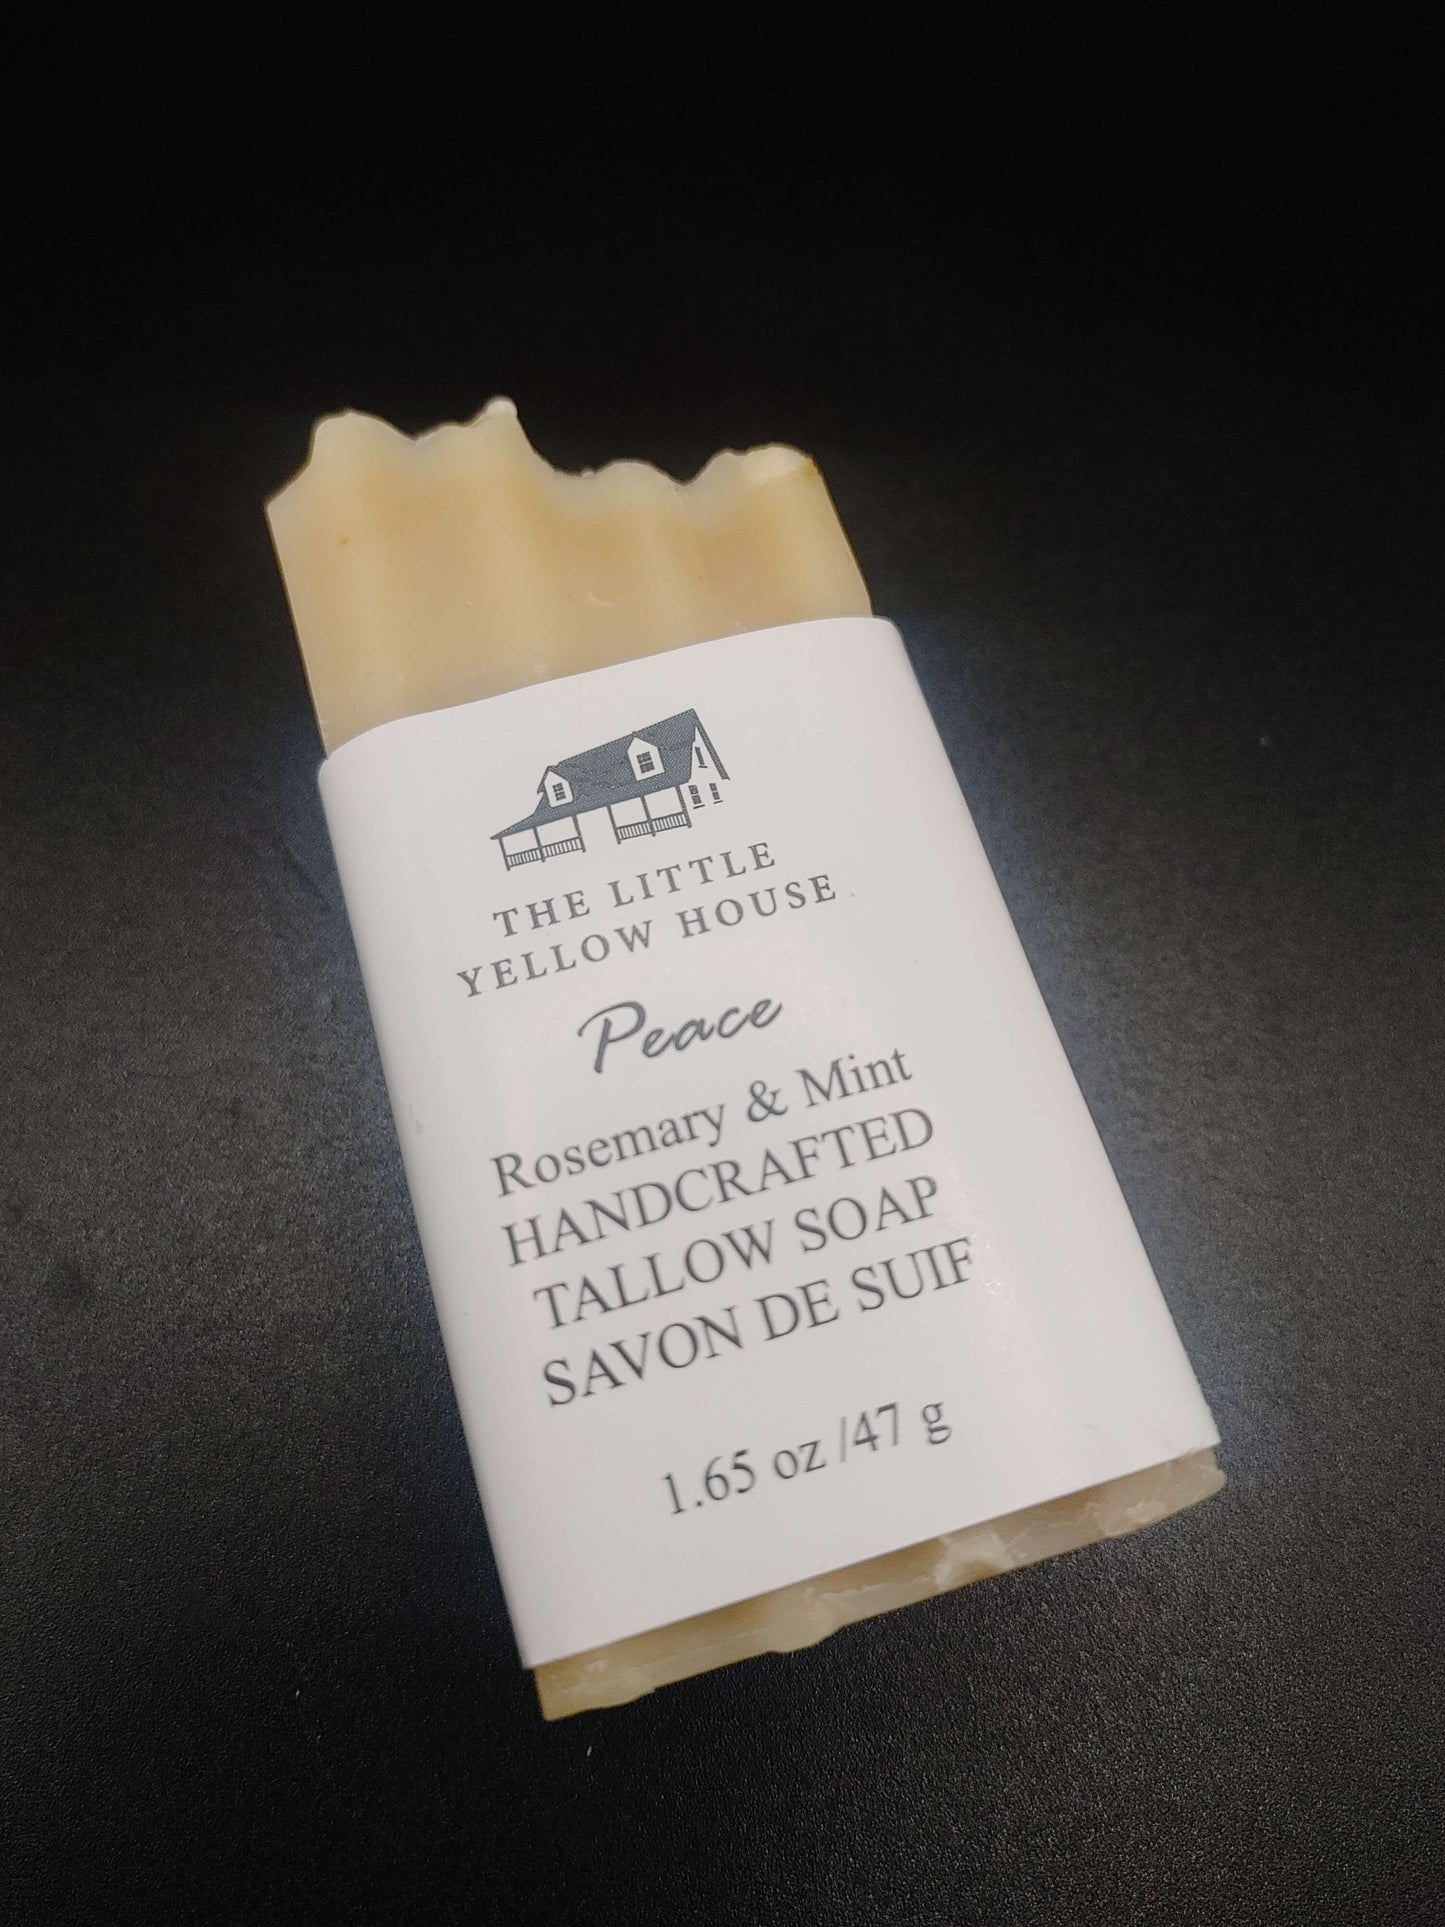 THE LITTLE
YELLOW HOUSE
Peace
Rosemary & Mint
HANDCRAFTED
TALLOW SOAP
SAVON DE SUIF
1.65 oz /47 g